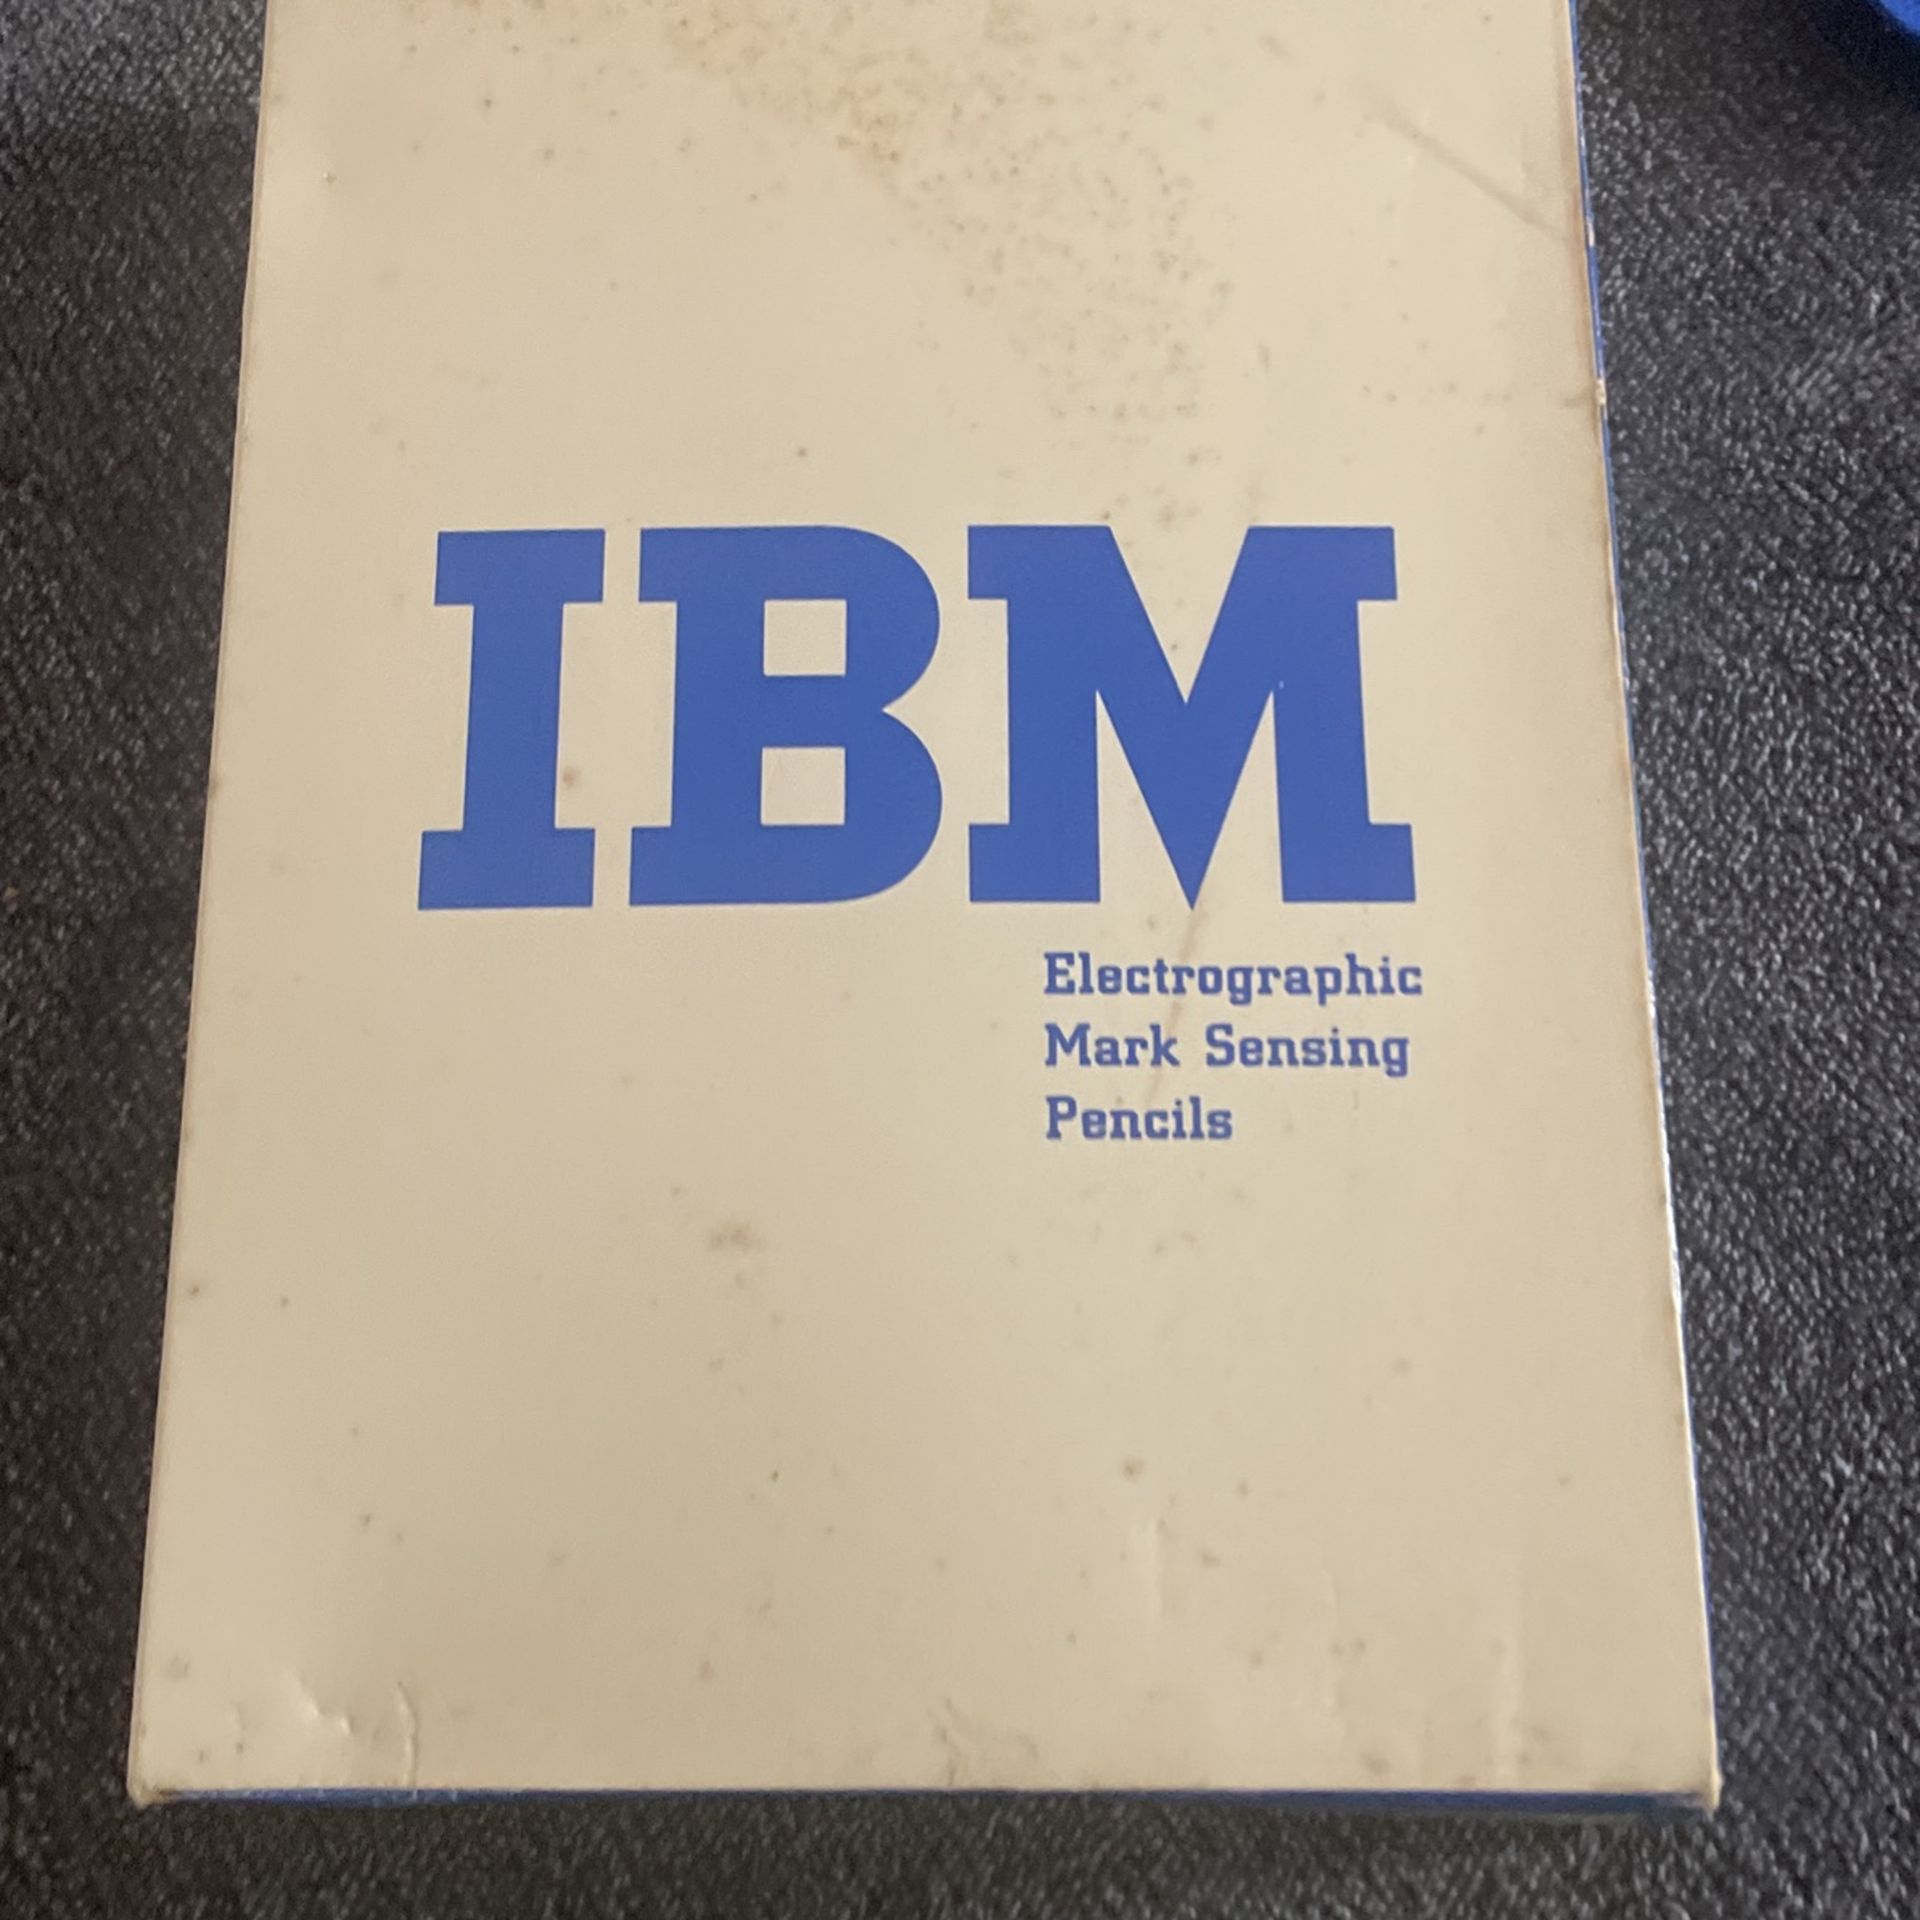 IBM
Electrographic
Mark Sensing
Pencils